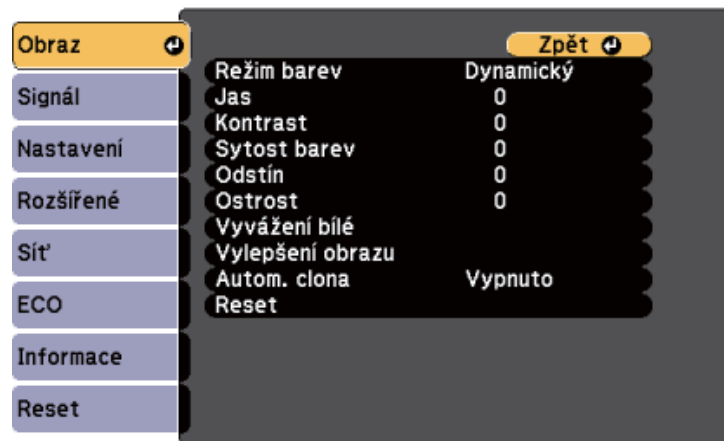 Obraz
Signál
Nastavení
Rozšířené
Síť
ECO
Informace
Reset
Zpět
Režim barev Dynamický
Jas 0
Kontrast 0
Sytost barev 0
Odstín 0
Ostrost 0
Vyvážení bílé
Vylepšení obrazu
Autom. clona Vypnuto
Reset